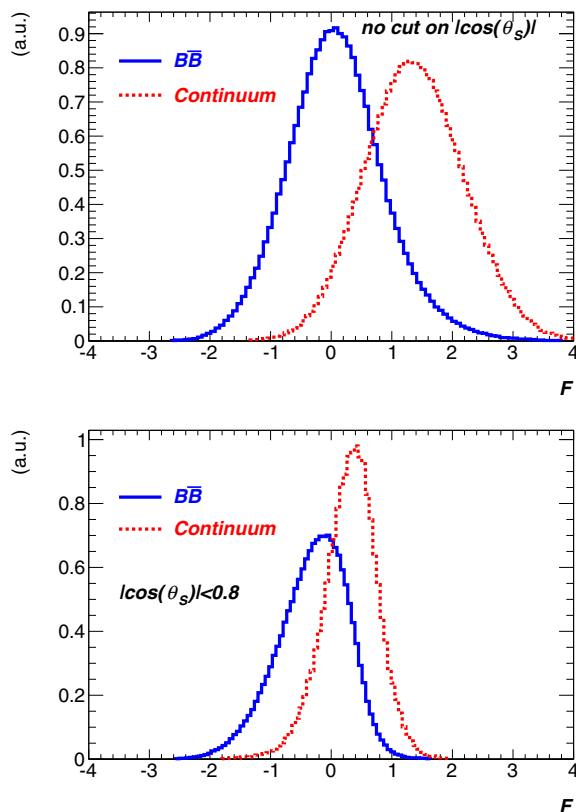 (a.u.)
no cut on |cos(θ_S)|
BB̅
Continuum
0.9
0.8
0.7
0.6
0.5
0.4
0.3
0.2
0.1
0
-4 -3 -2 -1 0 1 2 3 4
F
(a.u.)
1
BB̅
Continuum
0.8
|cos(θ_S)|<0.8
0.6
0.4
0.2
0
-4 -3 -2 -1 0 1 2 3 4
F